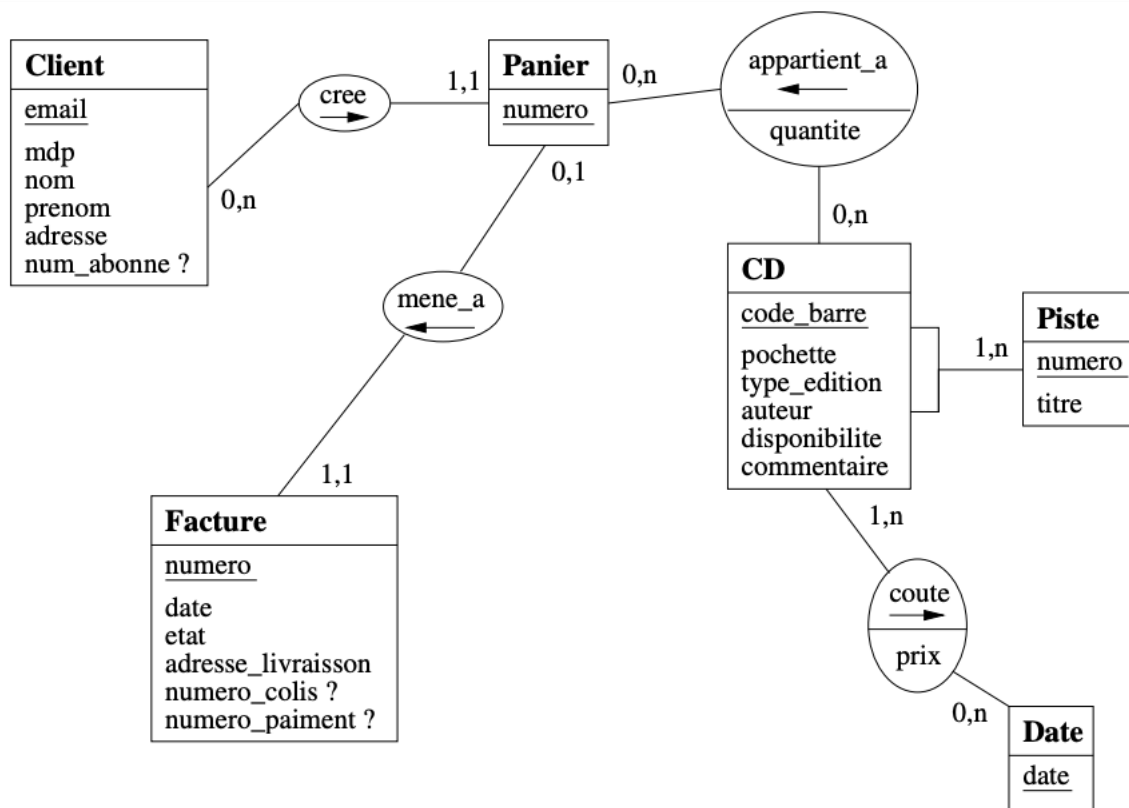 Client
email
mdp
nom
prenom
adresse
num_abonne ?
0,n
cree
1,1
Panier
numero
0,n
appartient_a
quantite
0,n
0,1
mene_a
1,1
Facture
numero
date
etat
adresse_livraisson
numero_colis ?
numero_paiment ?
CD
code_barre
pochette
type_edition
auteur
disponibilite
commentaire
1,n
Piste
numero
titre
1,n
coute
prix
0,n
Date
date